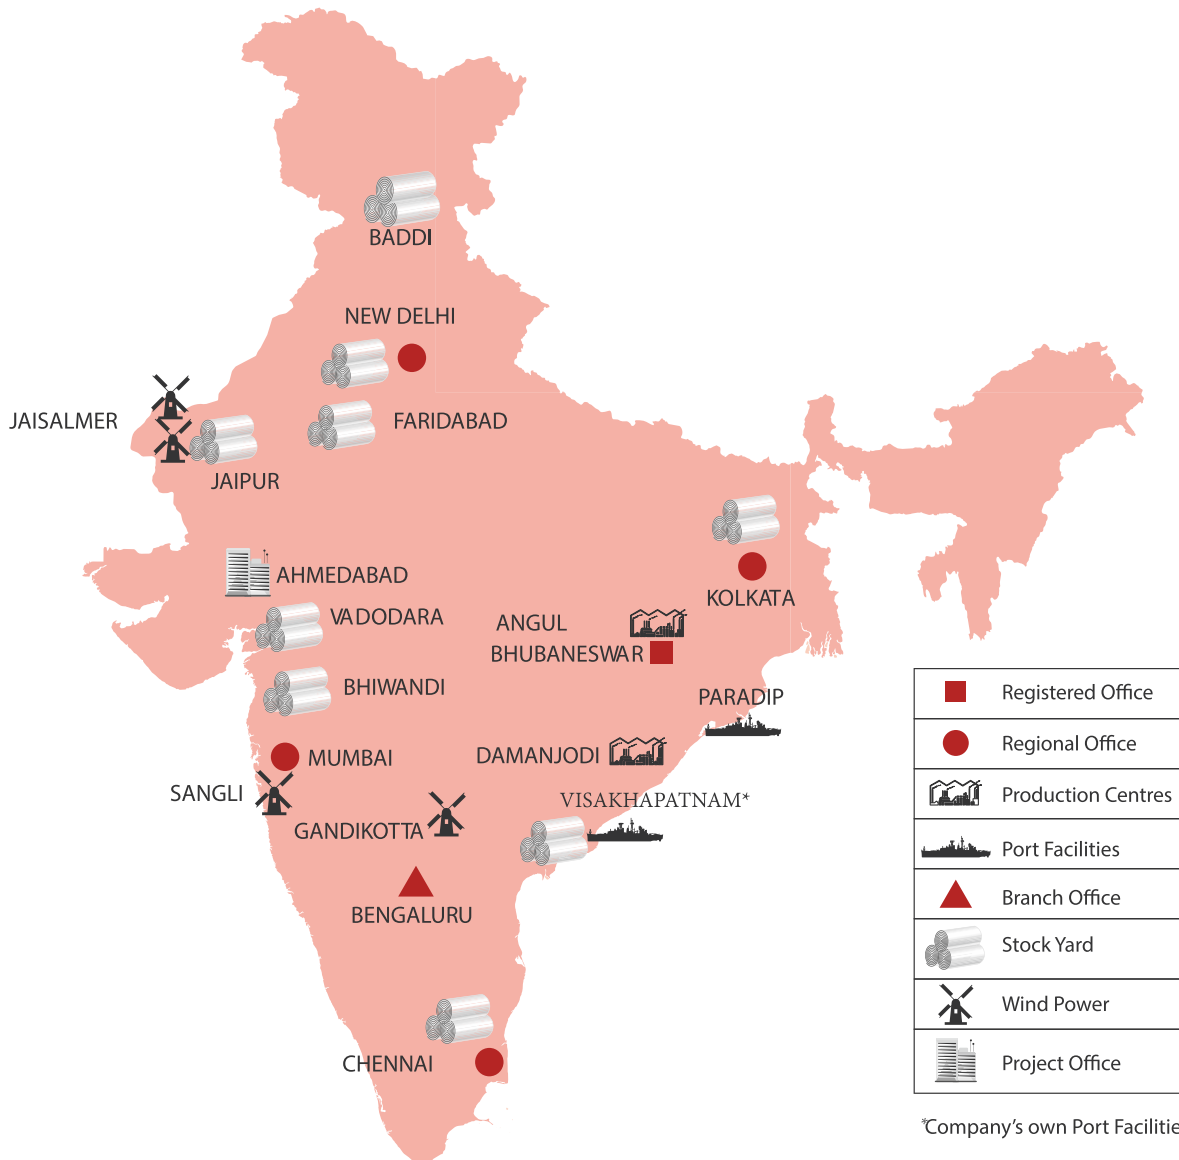 BADDI
NEW DELHI
JAISALMER
FARIDABAD
JAIPUR
AHMEDABAD
KOLKATA
VADODARA
ANGUL
BHUBANESWAR
BHIWANDI
PARADIP
MUMBAI
DAMANJODI
SANGLI
VISAKHAPATNAM*
GANDIKOTTA
BENGALURU
CHENNAI
Registered Office
Regional Office
Production Centres
Port Facilities
Branch Office
Stock Yard
Wind Power
Project Office
*Company's own Port Facilitie